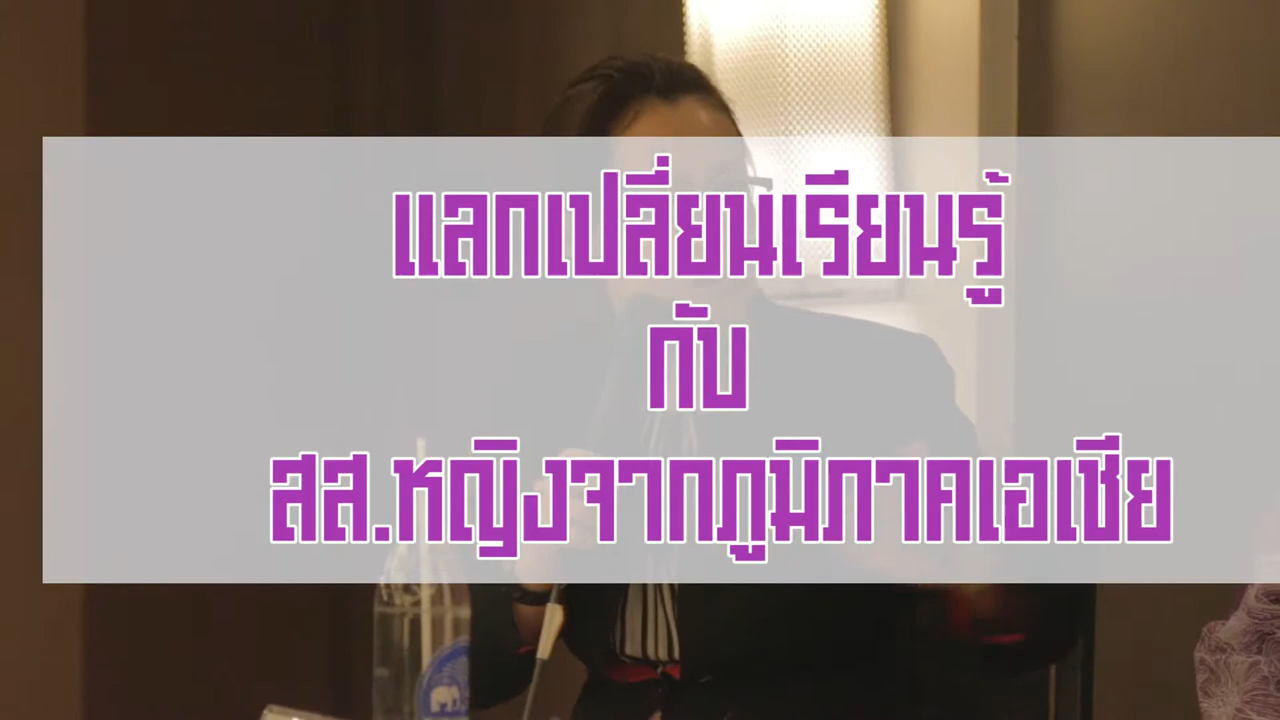 แลกเปลี่ยนเรียนรู้
กับ
สส.หญิงจากภูมิภาคเอเชีย